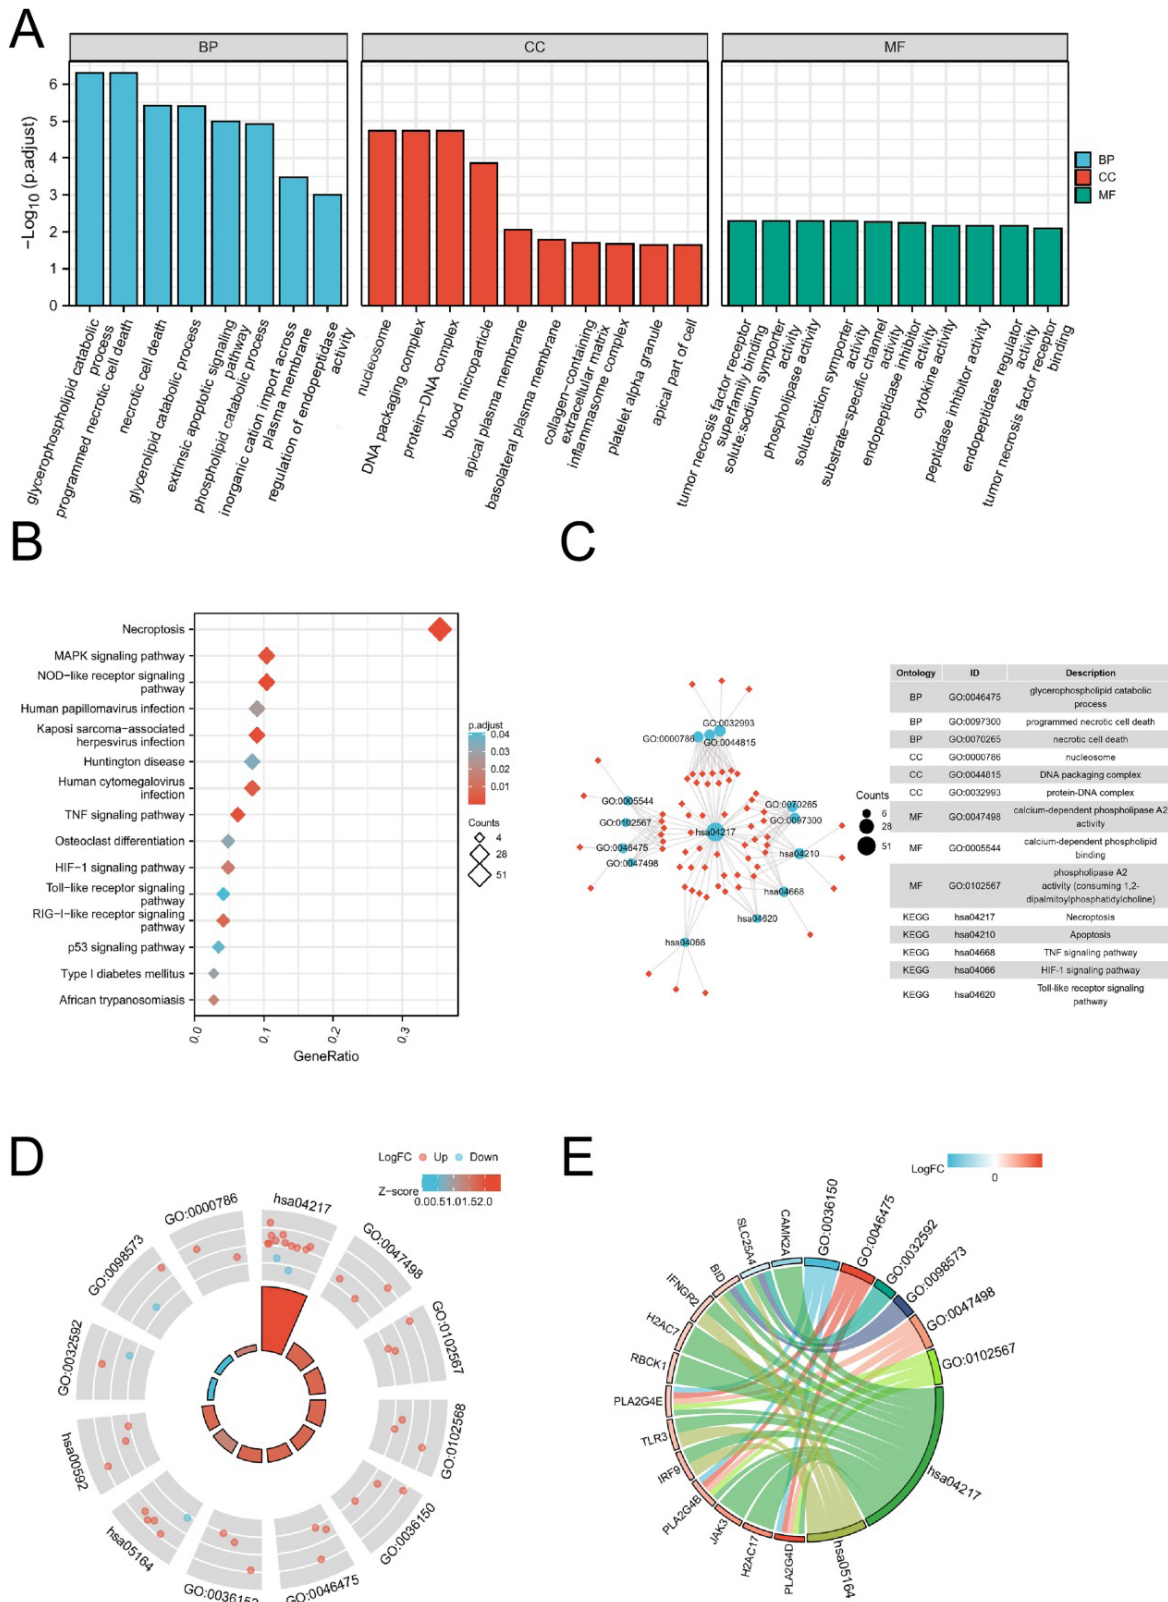 A
BP
CC
MF
−Log10 (p.adjust)
6
5
4
3
2
1
0
BP
CC
MF
glycerophospholipid catabolic
process
programmed necrotic cell death
necrotic cell death
glycerolipid catabolic process
extrinsic apoptotic signaling
pathway
phospholipid catabolic process
inorganic cation import across
plasma membrane
regulation of endopeptidase
activity
nucleosome
DNA packaging complex
protein−DNA complex
blood microparticle
apical plasma membrane
basolateral plasma membrane
collagen−containing
extracellular matrix
inflammasome complex
platelet alpha granule
apical part of cell
tumor necrosis factor receptor
superfamily binding
solute:sodium symporter
activity
phospholipase activity
solute:cation symporter
activity
substrate−specific channel
activity
endopeptidase inhibitor
activity
cytokine activity
peptidase inhibitor activity
endopeptidase regulator
activity
tumor necrosis factor receptor
binding
B
Necroptosis
MAPK signaling pathway
NOD−like receptor signaling
pathway
Human papillomavirus infection
Kaposi sarcoma−associated
herpesvirus infection
Huntington disease
Human cytomegalovirus
infection
TNF signaling pathway
Osteoclast differentiation
HIF−1 signaling pathway
Toll−like receptor signaling
pathway
RIG−I−like receptor signaling
pathway
p53 signaling pathway
Type I diabetes mellitus
African trypanosomiasis
0.0
0.1
0.2
0.3
GeneRatio
p.adjust
0.04
0.03
0.02
0.01
Counts
4
28
51
C
GO:0032993
GO:0000786
GO:0044815
GO:0005544
GO:0102567
GO:0046475
GO:0047498
hsa04217
GO:0070265
GO:0097300
hsa04210
hsa04668
hsa04620
hsa04066
Counts
6
28
51
Ontology ID Description
BP GO:0046475 glycerophospholipid catabolic
process
BP GO:0097300 programmed necrotic cell death
BP GO:0070265 necrotic cell death
CC GO:0000786 nucleosome
CC GO:0044815 DNA packaging complex
CC GO:0032993 protein-DNA complex
MF GO:0047498 calcium-dependent phospholipase A2
activity
MF GO:0005544 calcium-dependent phospholipid
binding
MF GO:0102567 phospholipase A2
activity (consuming 1,2-
dipalmitoylphosphatidylcholine)
KEGG hsa04217 Necroptosis
KEGG hsa04210 Apoptosis
KEGG hsa04668 TNF signaling pathway
KEGG hsa04066 HIF-1 signaling pathway
KEGG hsa04620 Toll-like receptor signaling
pathway
D
LogFC Up Down
Z−score
0.00.51.01.52.0
hsa04217
GO:0047498
GO:0102567
GO:0102568
GO:0036150
GO:0046475
hsa05164
hsa00592
GO:0032592
GO:0098573
GO:0000786
E
LogFC
0
GO:0036150
GO:0046475
GO:0032592
GO:0098573
GO:0047498
GO:0102567
hsa04217
hsa05164
PLA2G4D
H2AC17
JAK3
PLA2G4B
IRF9
TLR3
PLA2G4E
RBCK1
H2AC7
IFNGR2
BID
SLC25A4
CAMK2A